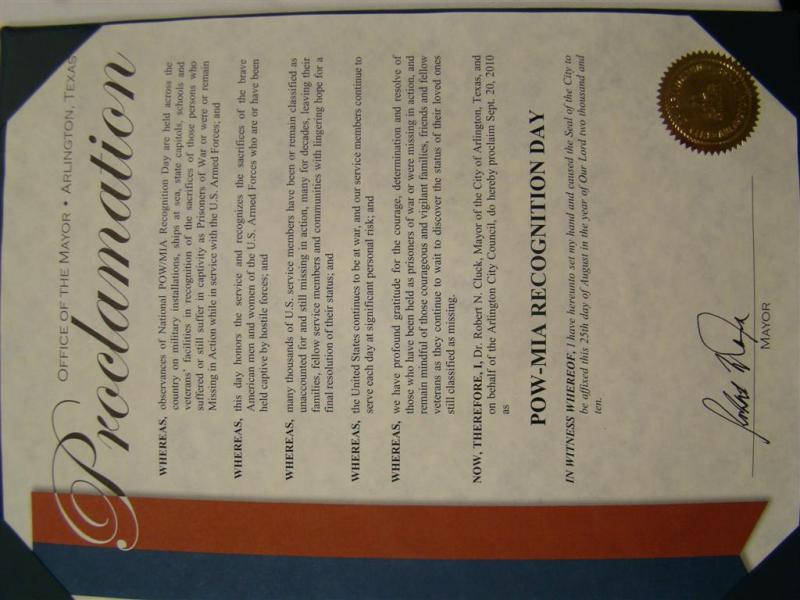 OFFICE OF THE MAYOR • ARLINGTON, TEXAS
Proclamation
WHEREAS, observances of National POW/MIA Recognition Day are held across the
country on military installations, ships at sea, state capitols, schools and
veterans' facilities in recognition of the sacrifices of those persons who
suffered or still suffer in captivity as Prisoners of War or were or remain
Missing in Action while in service with the U.S. Armed Forces; and
WHEREAS, this day honors the service and recognizes the sacrifices of the brave
American men and women of the U.S. Armed Forces who are or have been
held captive by hostile forces; and
WHEREAS, many thousands of U.S. service members have been or remain classified as
unaccounted for and still missing in action, many for decades, leaving their
families, fellow service members and communities with lingering hope for a
final resolution of their status; and
WHEREAS, the United States continues to be at war, and our service members continue to
serve each day at significant personal risk; and
WHEREAS, we have profound gratitude for the courage, determination and resolve of
those who have been held as prisoners of war or were missing in action, and
remain mindful of those courageous and vigilant families, friends and fellow
veterans as they continue to wait to discover the status of their loved ones
still classified as missing.
NOW, THEREFORE, I, Dr. Robert N. Cluck, Mayor of the City of Arlington, Texas, and
on behalf of the Arlington City Council, do hereby proclaim Sept. 20, 2010
as
POW-MIA RECOGNITION DAY
IN WITNESS WHEREOF, I have hereunto set my hand and caused the Seal of the City to
be affixed this 25th day of August in the year of Our Lord two thousand and
ten.
MAYOR